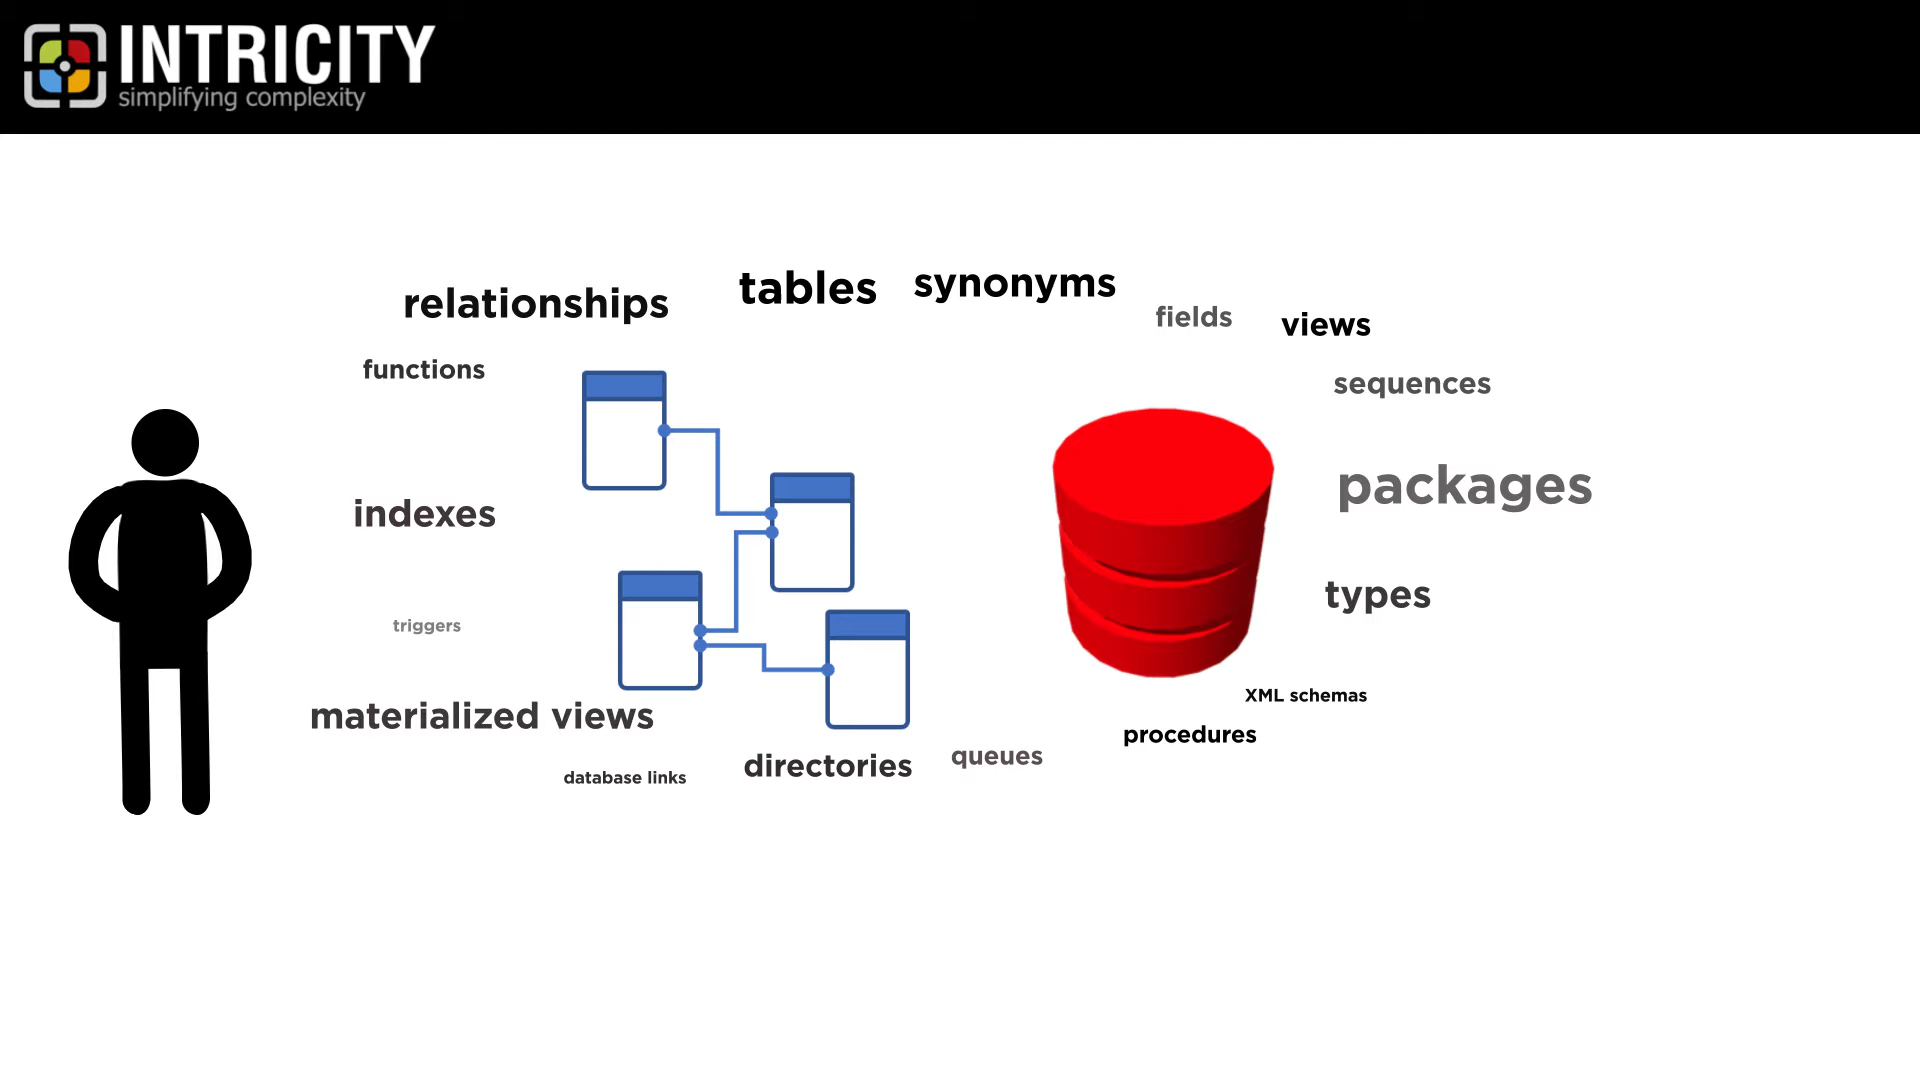 INTRICITY
simplifying complexity
relationships
tables
synonyms
fields
views
functions
sequences
indexes
packages
types
triggers
materialized views
XML schemas
procedures
database links
directories
queues